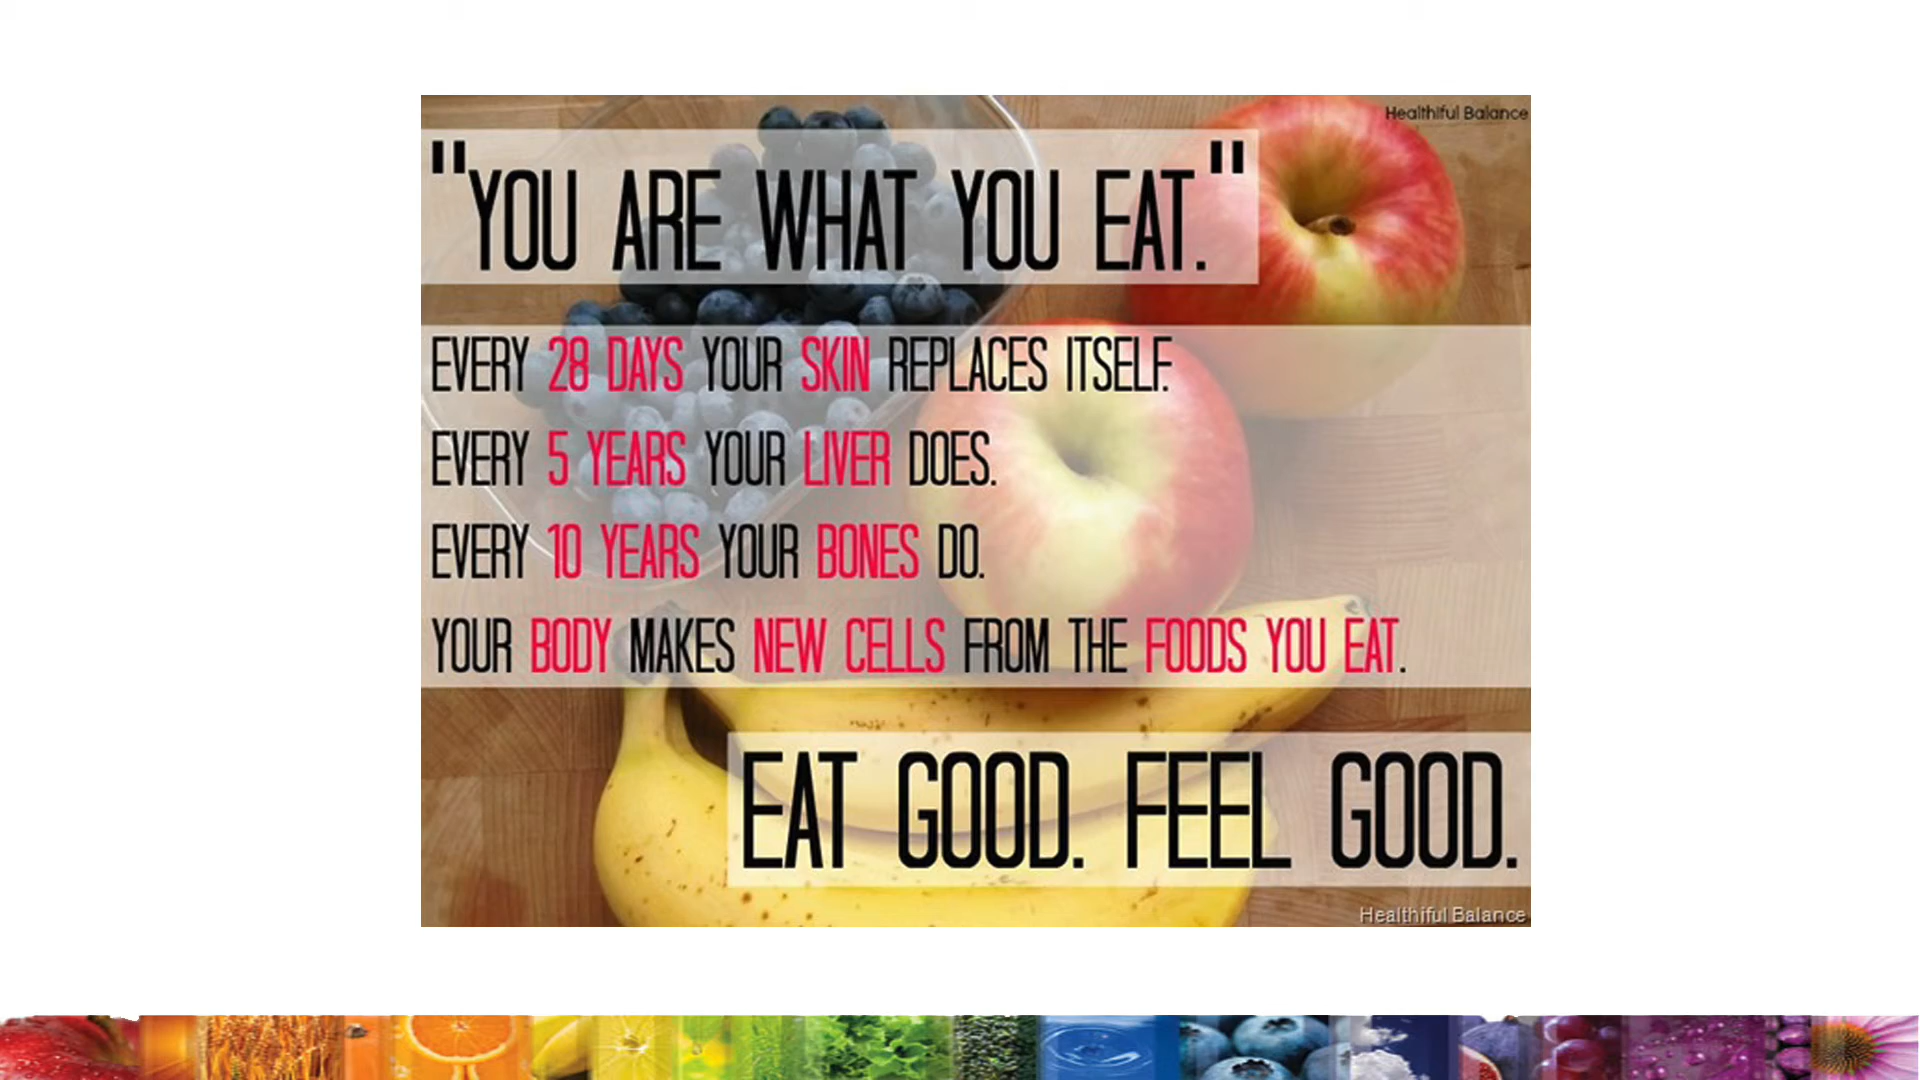 Healthiful Balance
"YOU ARE WHAT YOU EAT."
EVERY 28 DAYS YOUR SKIN REPLACES ITSELF.
EVERY 5 YEARS YOUR LIVER DOES.
EVERY 10 YEARS YOUR BONES DO.
YOUR BODY MAKES NEW CELLS FROM THE FOODS YOU EAT.
EAT GOOD. FEEL GOOD.
Healthiful Balance